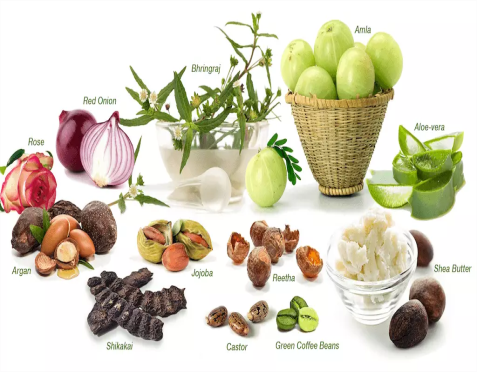 Amla
Bhringraj
Red Onion
Aloe-vera
Rose
Argan
Jojoba
Reetha
Shea Butter
Shikakai
Castor
Green Coffee Beans